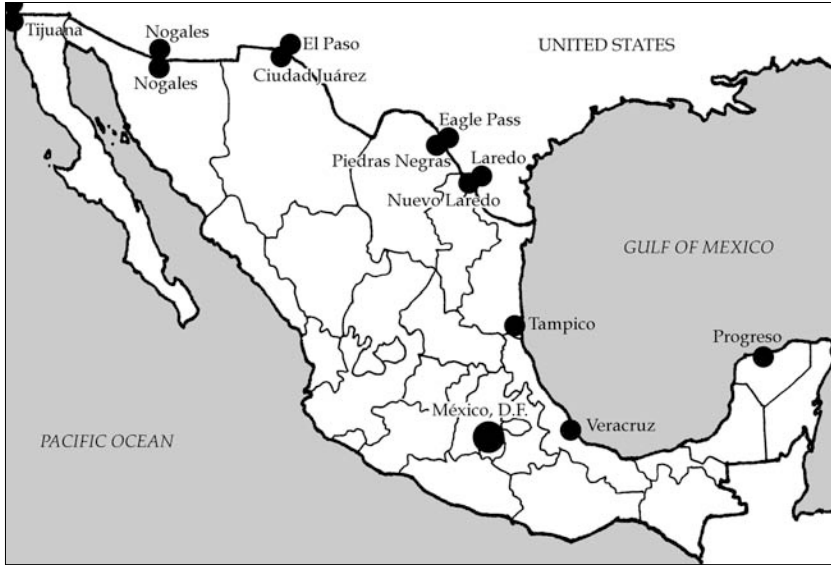 Tijuana
Nogales
Nogales
El Paso
Ciudad Juárez
UNITED STATES
Eagle Pass
Piedras Negras
Laredo
Nuevo Laredo
GULF OF MEXICO
Tampico
Progreso
México, D.F.
Veracruz
PACIFIC OCEAN